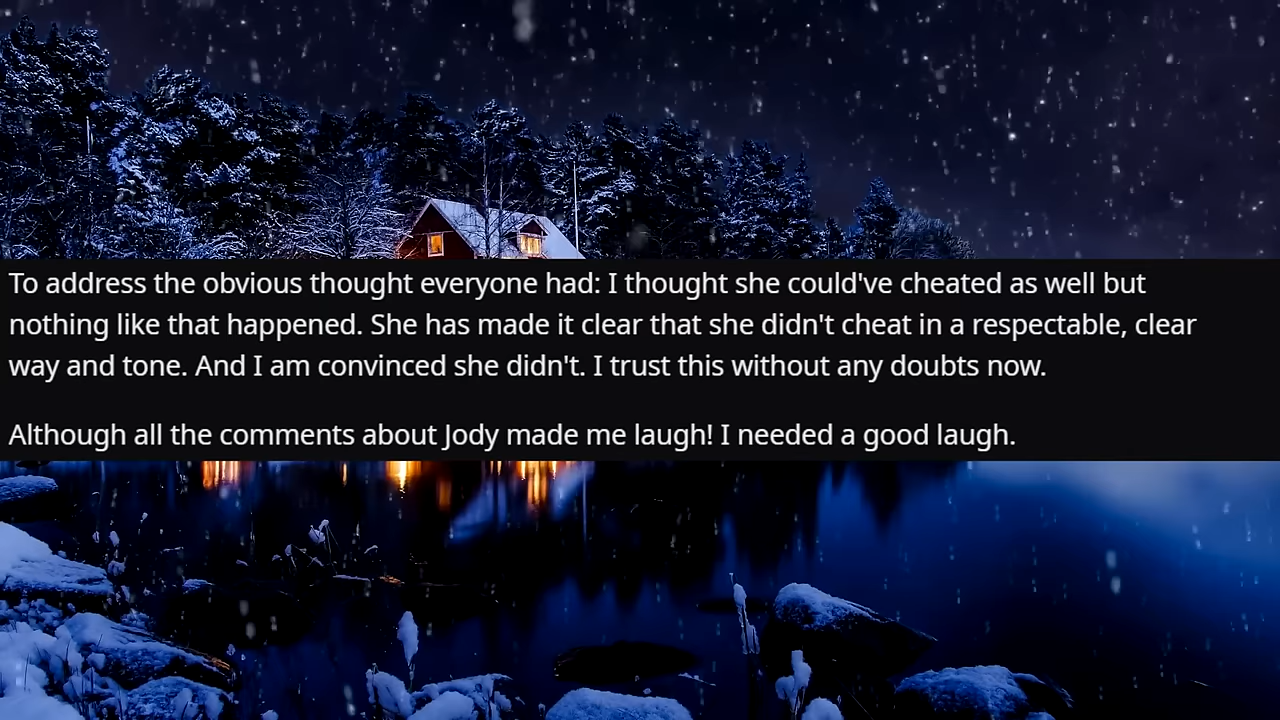 To address the obvious thought everyone had: I thought she could've cheated as well but
nothing like that happened. She has made it clear that she didn't cheat in a respectable, clear
way and tone. And I am convinced she didn't. I trust this without any doubts now.
Although all the comments about Jody made me laugh! I needed a good laugh.